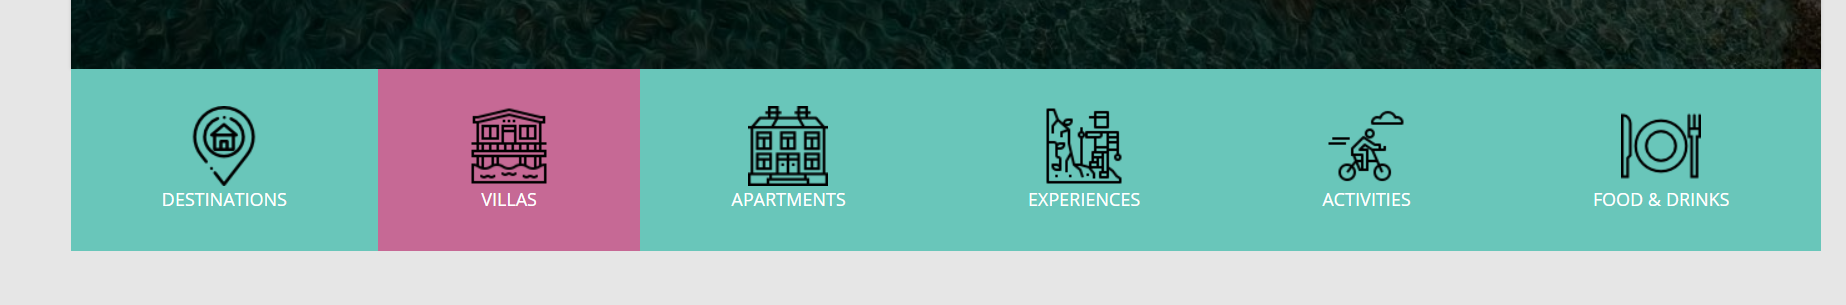 DESTINATIONS
VILLAS
APARTMENTS
EXPERIENCES
ACTIVITIES
FOOD & DRINKS